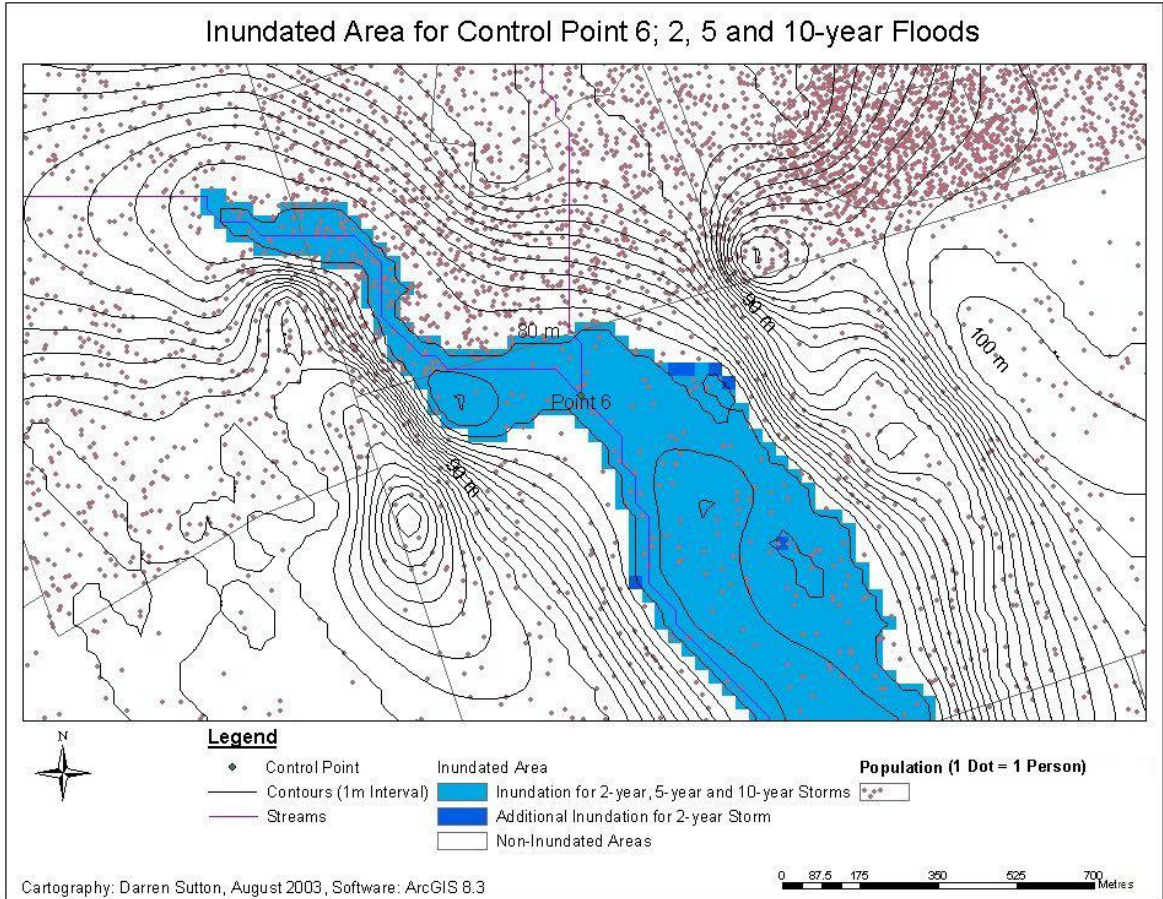 Inundated Area for Control Point 6; 2, 5 and 10-year Floods
90 m
100 m
80 m
Point 6
90 m
N
Legend
Control Point
Contours (1m Interval)
Streams
Inundated Area
Inundation for 2-year, 5-year and 10-year Storms
Additional Inundation for 2-year Storm
Non-Inundated Areas
Population (1 Dot = 1 Person)
Cartography: Darren Sutton, August 2003, Software: ArcGIS 8.3
0 87.5 175 350 525 700 Metres